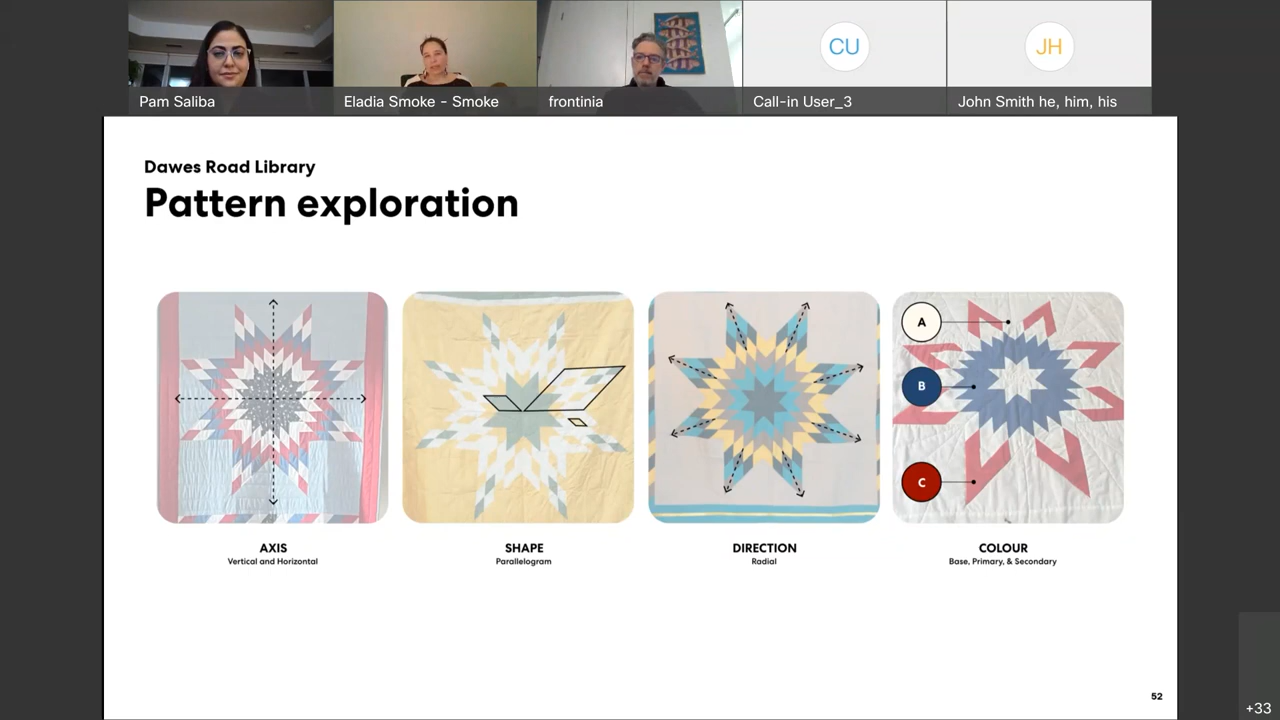 CU
JH
Pam Saliba
Eladia Smoke - Smoke
frontinia
Call-in User_3
John Smith he, him, his
Dawes Road Library
Pattern exploration
A
B
C
AXIS
Vertical and Horizontal
SHAPE
Parallelogram
DIRECTION
Radial
COLOUR
Base, Primary, & Secondary
52
+33